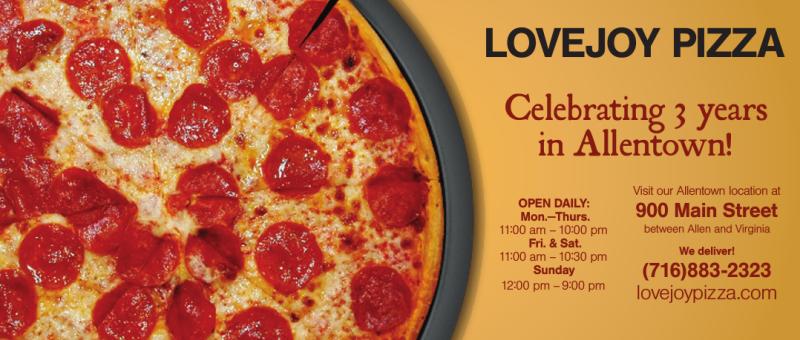 LOVEJOY PIZZA
Celebrating 3 years
in Allentown!
OPEN DAILY:
Mon.–Thurs.
11:00 am – 10:00 pm
Fri. & Sat.
11:00 am – 10:30 pm
Sunday
12:00 pm – 9:00 pm
Visit our Allentown location at
900 Main Street
between Allen and Virginia
We deliver!
(716)883-2323
lovejoypizza.com